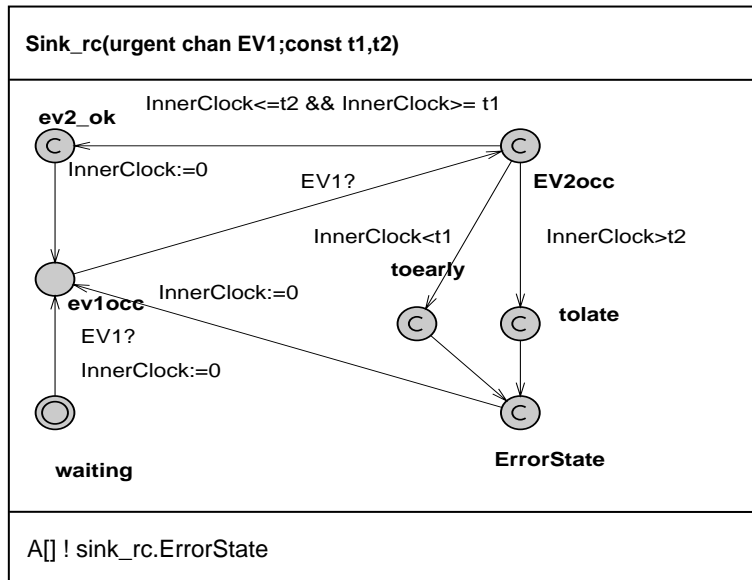 Sink_rc(urgent chan EV1;const t1,t2)
InnerClock<=t2 && InnerClock>= t1
ev2_ok
C
C
InnerClock:=0
EV1?
EV2occ
InnerClock<t1
InnerClock>t2
toearly
InnerClock:=0
ev1occ
C
C
tolate
EV1?
InnerClock:=0
C
waiting
ErrorState
A[] ! sink_rc.ErrorState